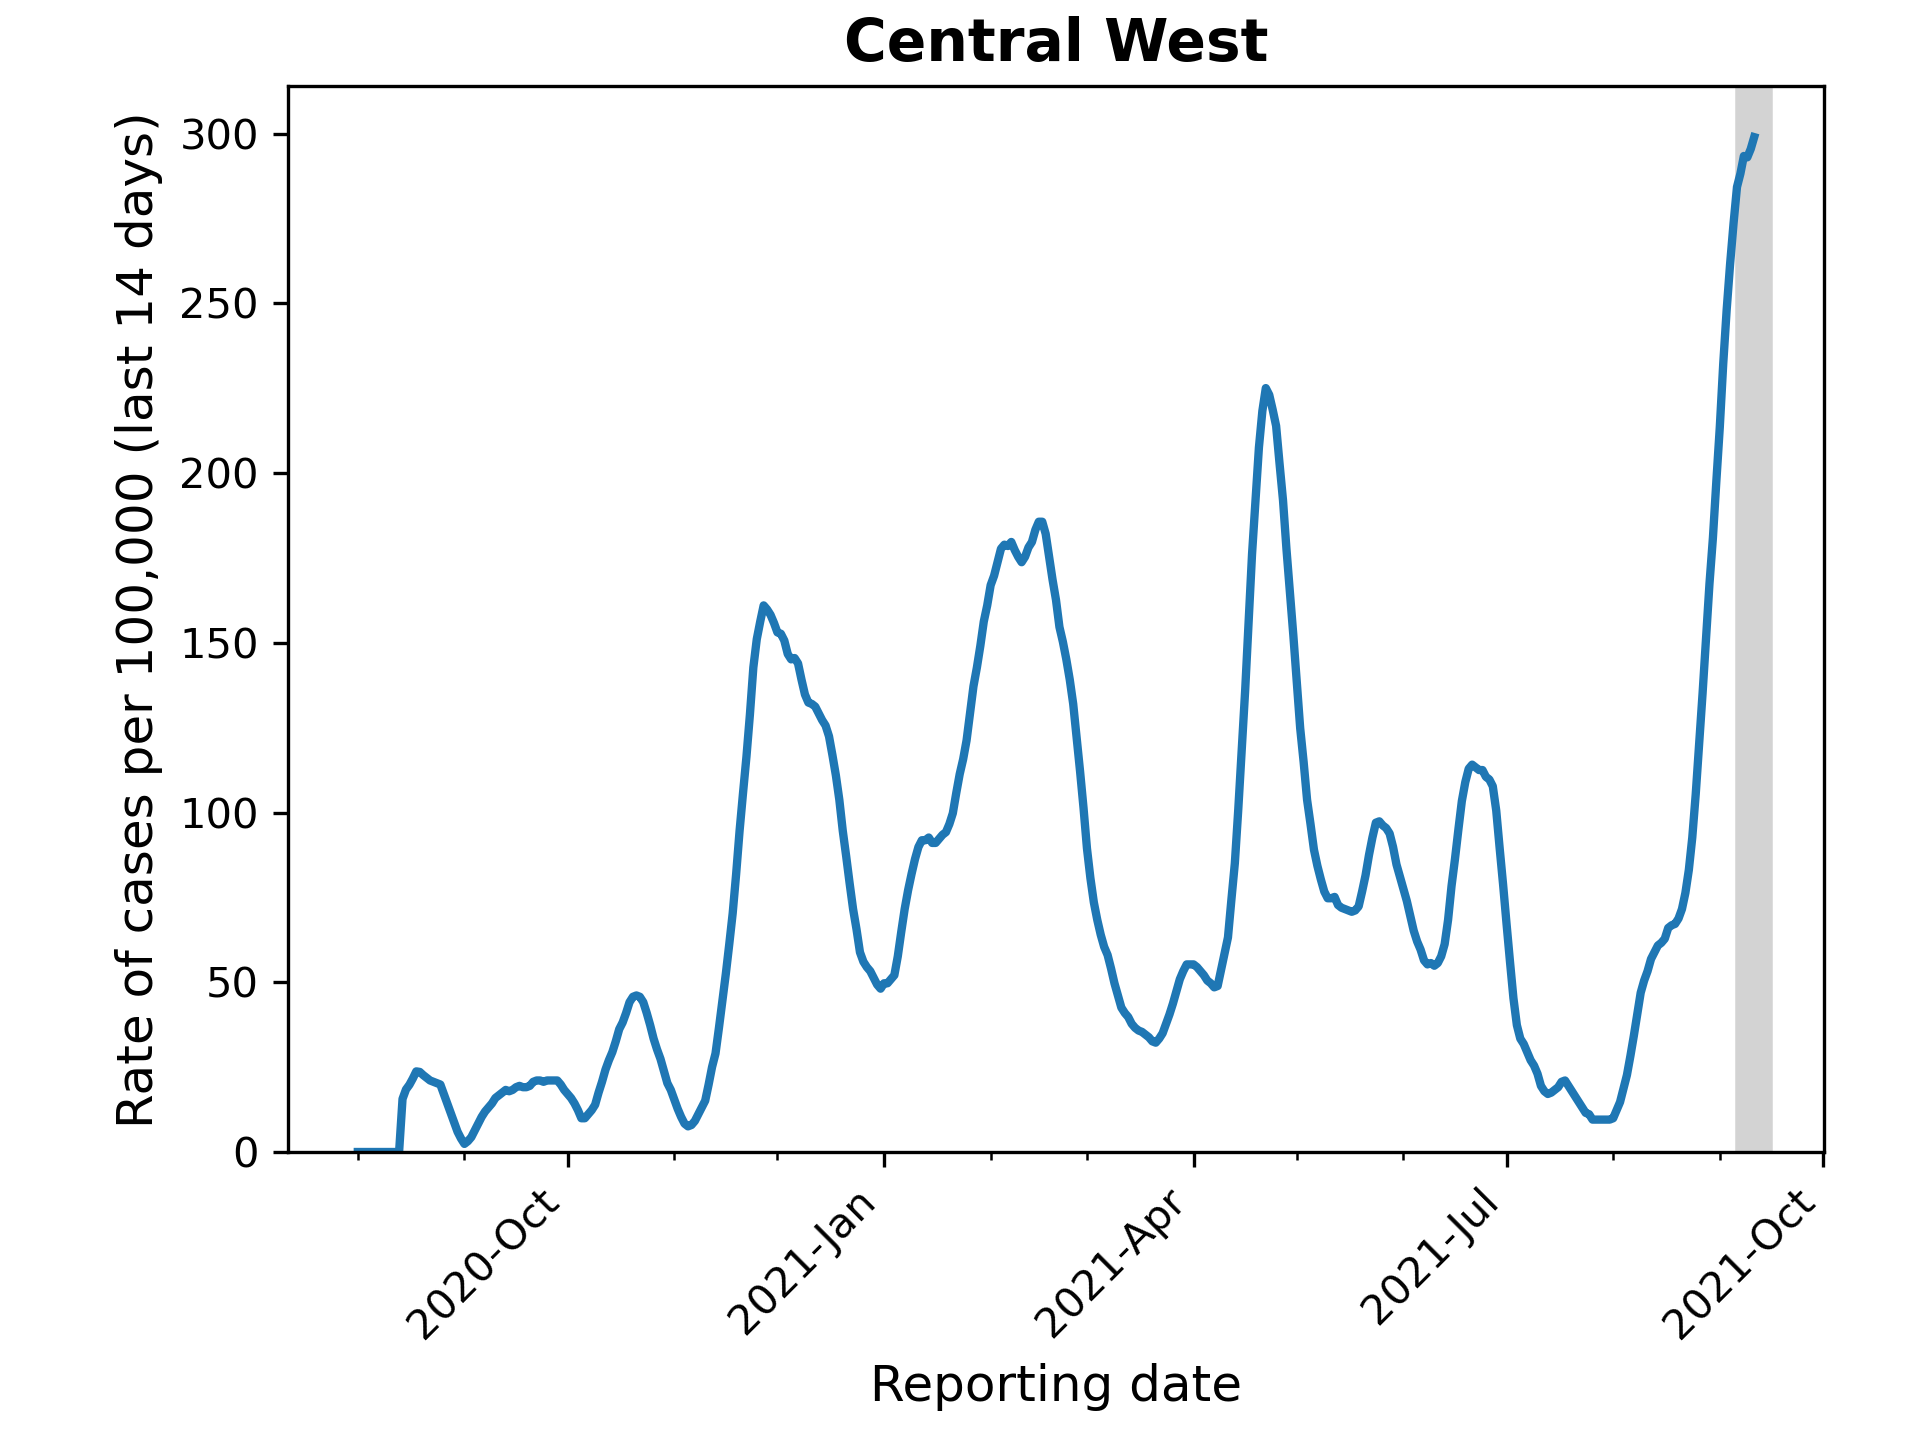 Central West
Rate of cases per 100,000 (last 14 days)
300
250
200
150
100
50
0
2020-Oct
2021-Jan
2021-Apr
2021-Jul
2021-Oct
Reporting date